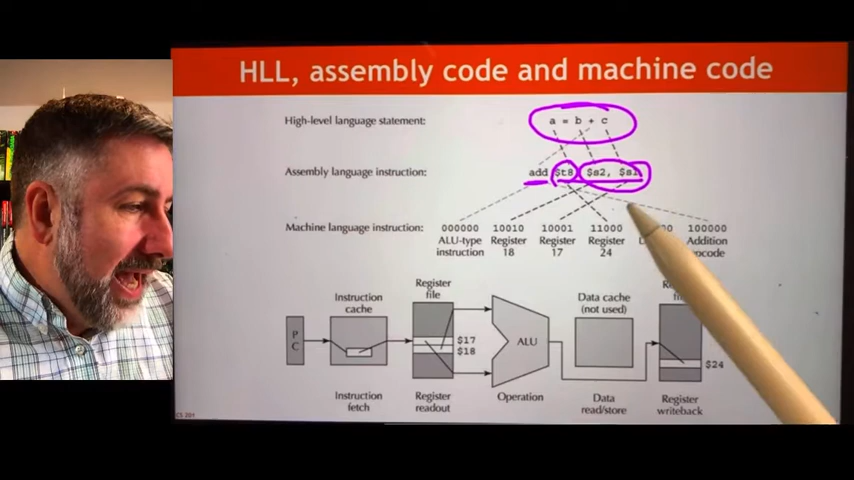 HLL, assembly code and machine code
High-level language statement: a = b + c
Assembly language instruction: add $t8, $s2, $s1
Machine language instruction: 000000 10010 10001 11000 100000
ALU-type Register Register Register Addition
instruction 18 17 24
Instruction cache
Register file
Data cache (not used)
P C
$17
$18
ALU
$24
Instruction fetch
Register readout
Operation
Data read/store
Register writeback
CS 201